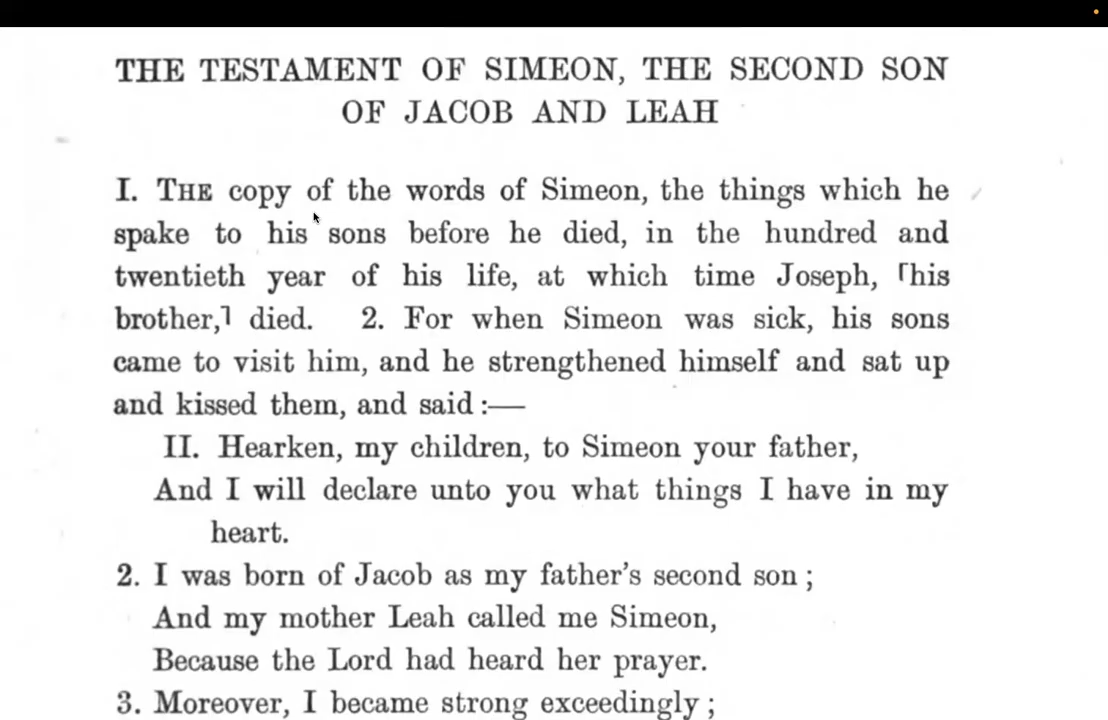 THE TESTAMENT OF SIMEON, THE SECOND SON
OF JACOB AND LEAH
I. THE copy of the words of Simeon, the things which he
spake to his sons before he died, in the hundred and
twentieth year of his life, at which time Joseph, ⌈his
brother,⌉ died. 2. For when Simeon was sick, his sons
came to visit him, and he strengthened himself and sat up
and kissed them, and said :—
II. Hearken, my children, to Simeon your father,
And I will declare unto you what things I have in my
heart.
2. I was born of Jacob as my father's second son ;
And my mother Leah called me Simeon,
Because the Lord had heard her prayer.
3. Moreover, I became strong exceedingly ;